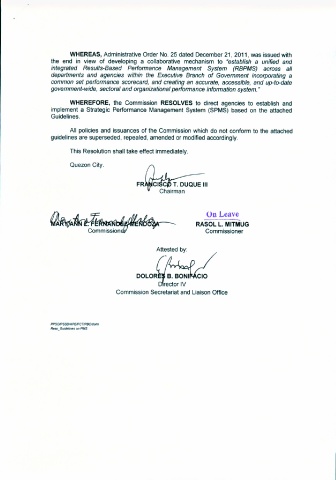 WHEREAS, Administrative Order No. 25 dated December 21, 2011, was issued with
the end in view of developing a collaborative mechanism to "establish a unified and
integrated Results-Based Performance Management System (RBPMS) across all
departments and agencies within the Executive Branch of Government incorporating a
common set performance scorecard, and creating an accurate, accessible, and up-to-date
government-wide, sectoral and organizational performance information system."
WHEREFORE, the Commission RESOLVES to direct agencies to establish and
implement a Strategic Performance Management System (SPMS) based on the attached
Guidelines.
All policies and issuances of the Commission which do not conform to the attached
guidelines are superseded, repealed, amended or modified accordingly.
This Resolution shall take effect immediately.
Quezon City.
FRANCISCO T. DUQUE III
Chairman
On Leave
MARY ANN Z. FERNANDEZ-MENDOZA RASOL L. MITMUG
Commissioner Commissioner
Attested by:
DOLORES B. BONIFACIO
Director IV
Commission Secretariat and Liaison Office